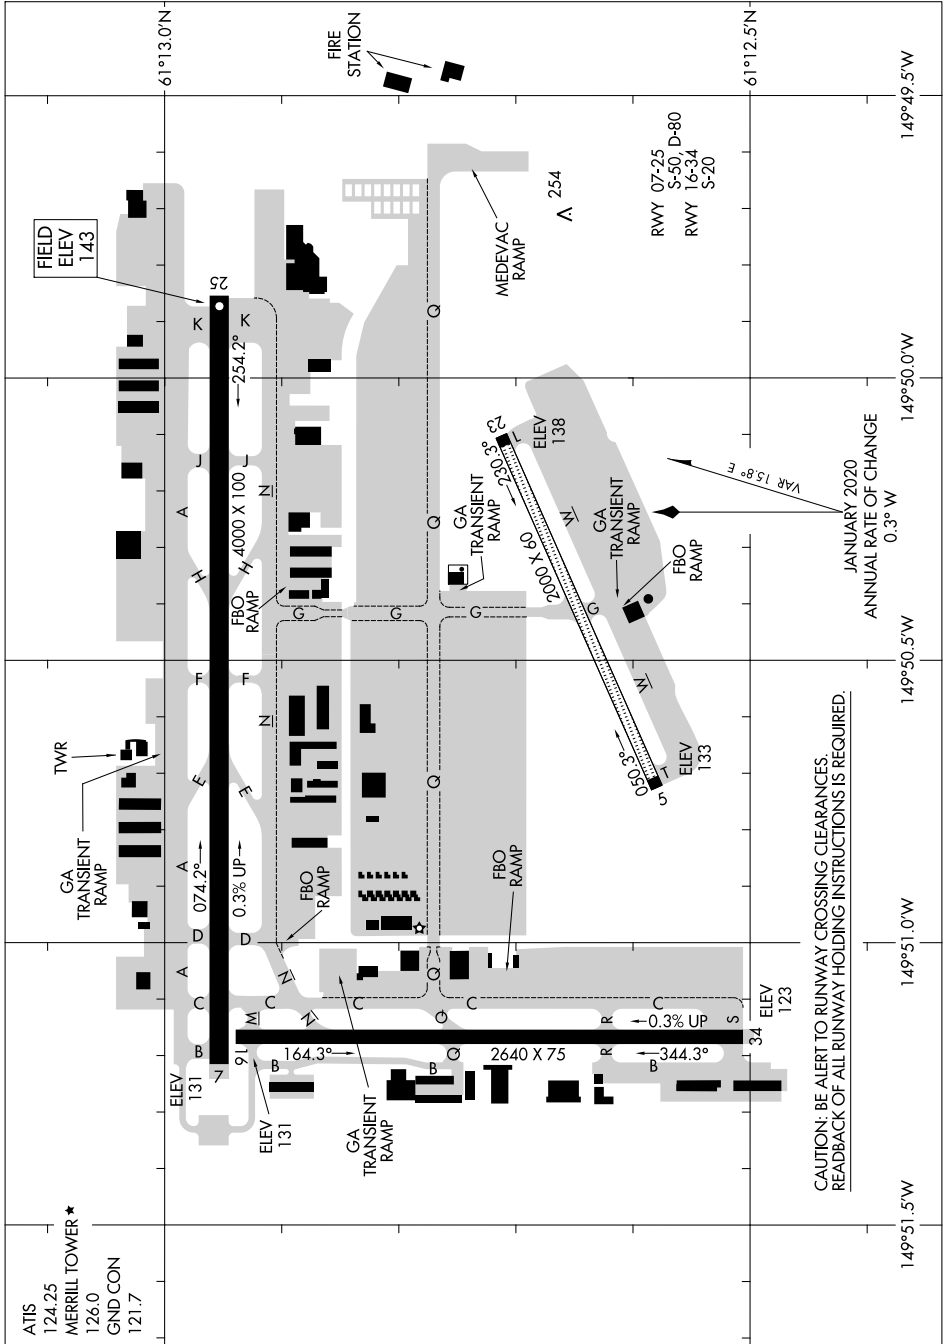 ATIS
124.25
MERRILL TOWER ★
126.0
GND CON
121.7
61°13.0'N
61°12.5'N
149°49.5'W
149°50.0'W
149°50.5'W
149°51.0'W
149°51.5'W
FIRE
STATION
FIELD
ELEV
143
25
K
K
254.2°
4000 X 100
J
J
A
N
H
H
FBO
RAMP
G
G
G
G
F
F
N
TWR
GA
TRANSIENT
RAMP
E
E
A
074.2°
0.3% UP
D
D
A
N
FBO
RAMP
C
C
C
C
C
M
N
B
7
ELEV
131
16
ELEV
131
164.3°
B
B
B
2640 X 75
344.3°
0.3% UP
34
S
ELEV
123
R
R
Q
Q
Q
Q
Q
Q
GA
TRANSIENT
RAMP
FBO
RAMP
MEDEVAC
RAMP
254
RWY 07-25
S-50, D-80
RWY 16-34
S-20
GA
TRANSIENT
RAMP
23
T
ELEV
138
230.3°
2000 X 60
W
GA
TRANSIENT
RAMP
FBO
RAMP
W
050.3°
5
T
ELEV
133
VAR 15.8° E
JANUARY 2020
ANNUAL RATE OF CHANGE
0.3° W
CAUTION: BE ALERT TO RUNWAY CROSSING CLEARANCES.
READBACK OF ALL RUNWAY HOLDING INSTRUCTIONS IS REQUIRED.